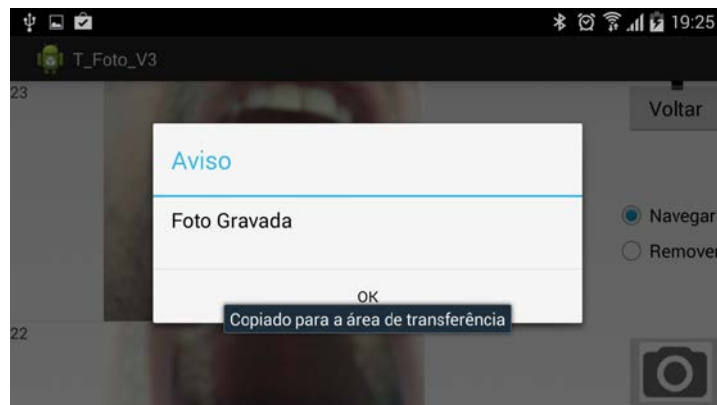 19:25
T_Foto_V3
23
Voltar
Aviso
Foto Gravada
Navegar
Remover
OK
Copiado para a área de transferência
22